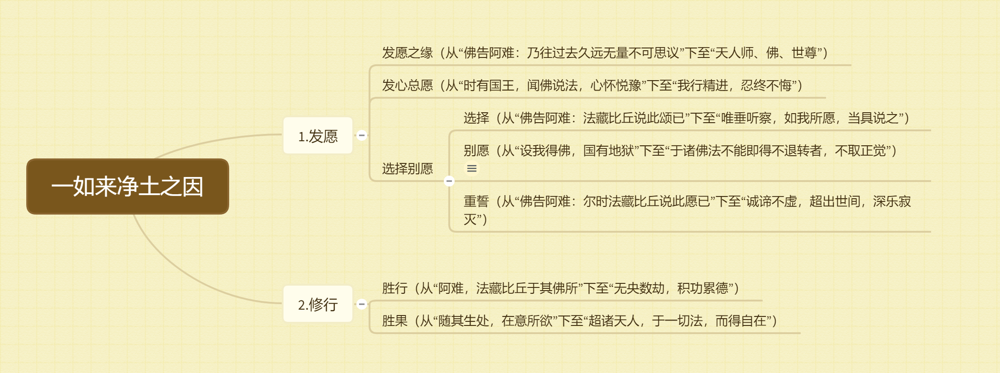 一如来净土之因
1.发愿
发愿之缘（从“佛告阿难：乃往过去久远无量不可思议”下至“天人师、佛、世尊”）
发心总愿（从“时有国王，闻佛说法，心怀悦豫”下至“我行精进，忍终不悔”）
选择别愿
选择（从“佛告阿难：法藏比丘说此颂已”下至“唯垂听察，如我所愿，当具说之”）
别愿（从“设我得佛，国有地狱”下至“于诸佛法不能即得不退转者，不取正觉”）
重誓（从“佛告阿难：尔时法藏比丘说此愿已”下至“诚谛不虚，超出世间，深乐寂
灭”）
2.修行
胜行（从“阿难，法藏比丘于其佛所”下至“无央数劫，积功累德”）
胜果（从“随其生处，在意所欲”下至“超诸天人，于一切法，而得自在”）